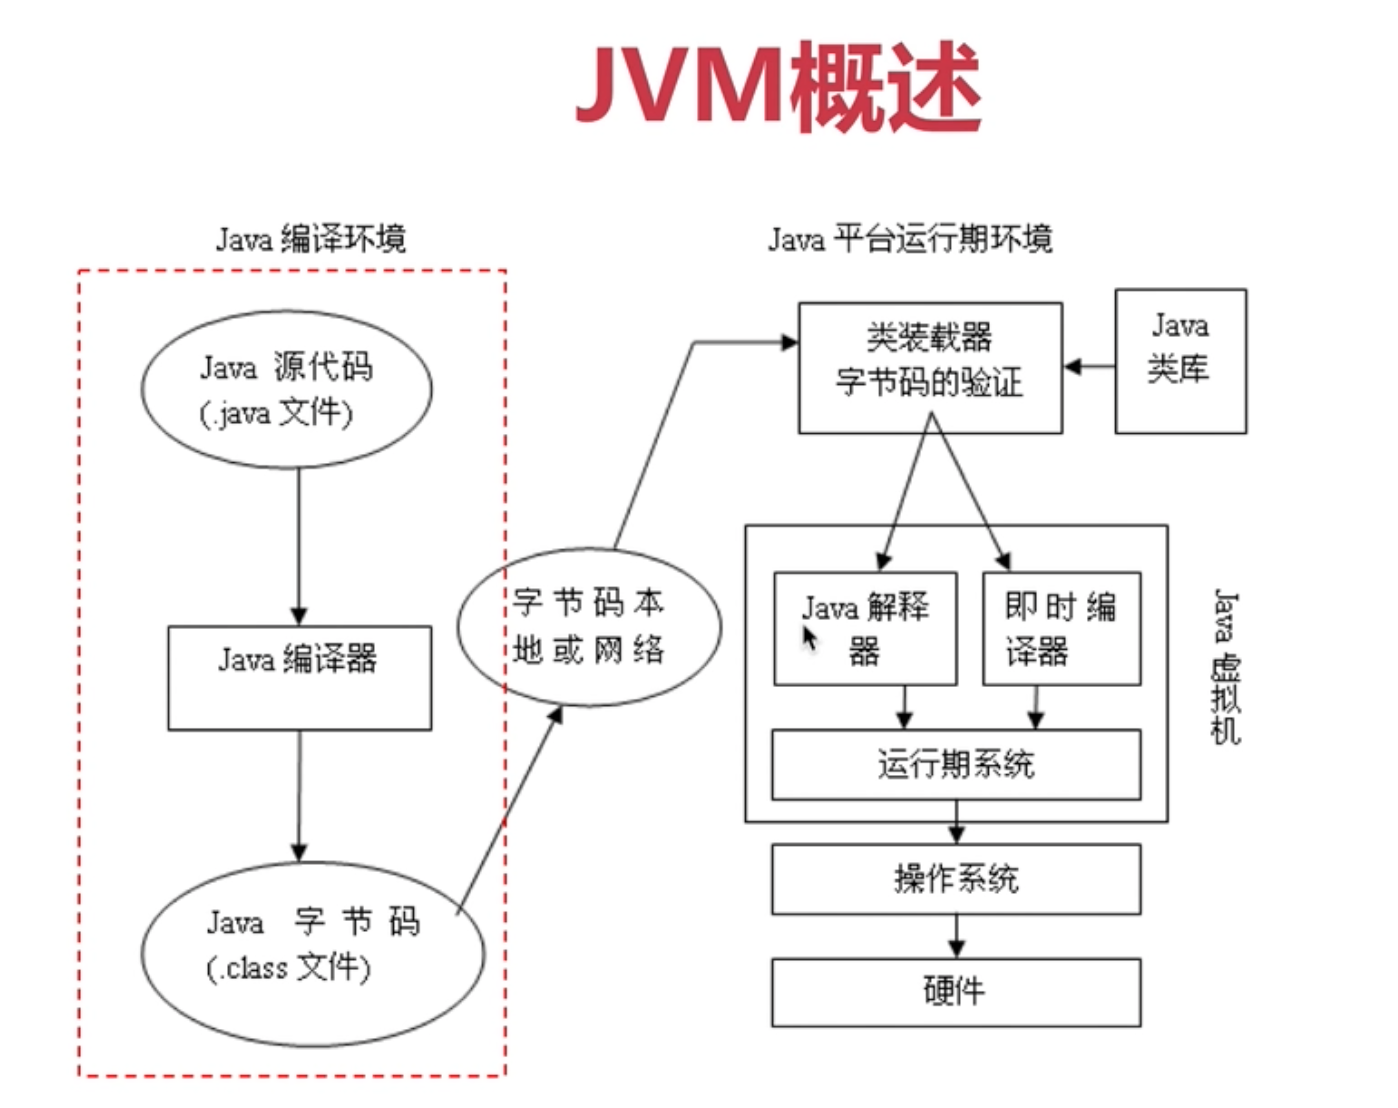 JVM概述
Java 编译环境
Java 源代码
(.java 文件)
Java 编译器
Java 字 节 码
(.class 文件)
字 节 码 本
地 或 网 络
Java 平台运行期环境
类装载器
字节码的验证
Java
类库
Java 解释
器
即 时 编
译器
运行期系统
Java 虚拟机
操作系统
硬件